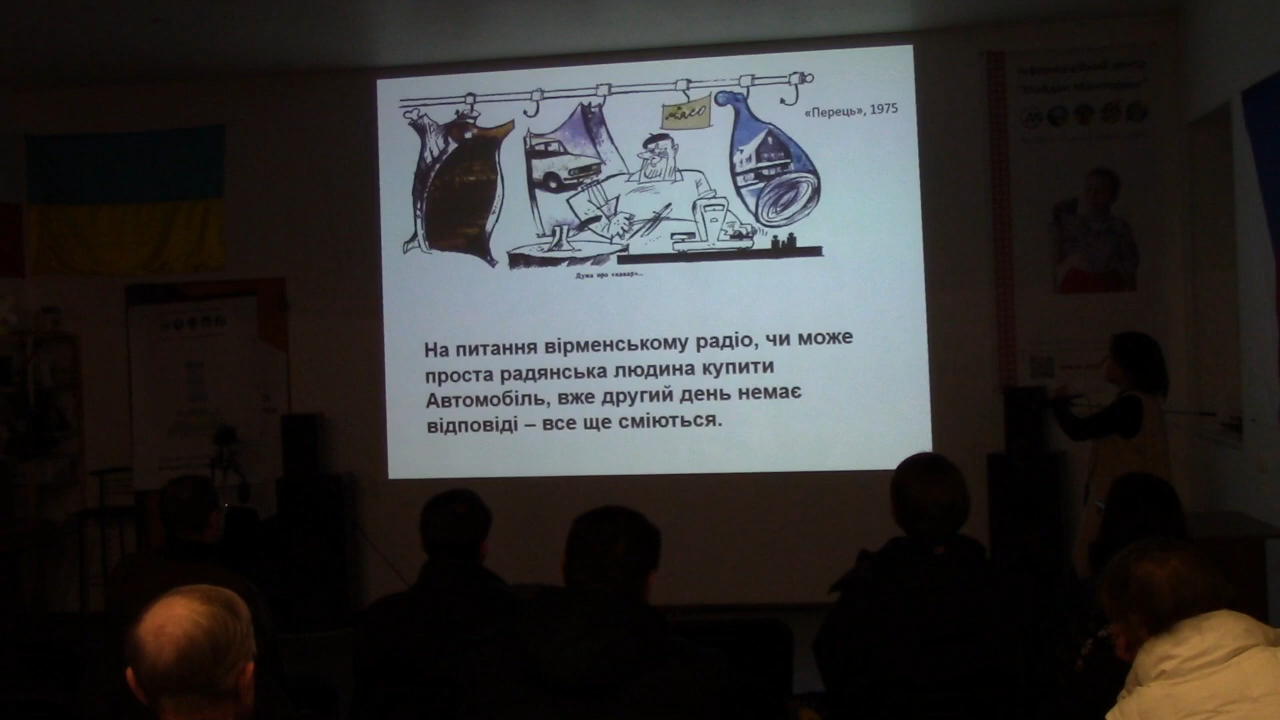 м'ясо
«Перець», 1975
Дума про «навар»...
На питання вірменському радіо, чи може
проста радянська людина купити
Автомобіль, вже другий день немає
відповіді – все ще сміються.